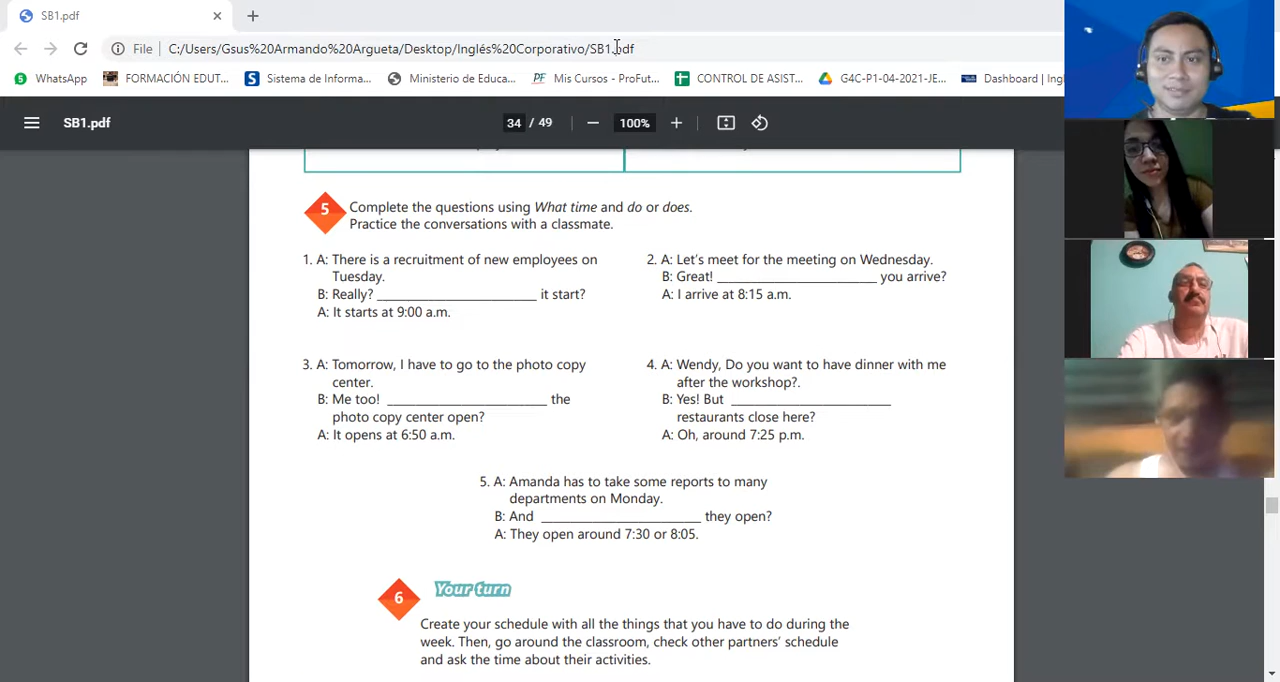 SB1.pdf
File
C:/Users/Gsus%20Armando%20Argueta/Desktop/Inglés%20Corporativo/SB1.pdf
WhatsApp
FORMACIÓN EDUT...
Sistema de Informa...
Ministerio de Educa...
Mis Cursos - ProFut...
CONTROL DE ASIST...
G4C-P1-04-2021-JE...
Dashboard | Ingl
SB1.pdf
34 / 49
100%
5
Complete the questions using What time and do or does.
Practice the conversations with a classmate.
1. A: There is a recruitment of new employees on
Tuesday.
B: Really? ____________________ it start?
A: It starts at 9:00 a.m.
2. A: Let's meet for the meeting on Wednesday.
B: Great! ____________________ you arrive?
A: I arrive at 8:15 a.m.
3. A: Tomorrow, I have to go to the photo copy
center.
B: Me too! ____________________ the
photo copy center open?
A: It opens at 6:50 a.m.
4. A: Wendy, Do you want to have dinner with me
after the workshop?.
B: Yes! But ____________________
restaurants close here?
A: Oh, around 7:25 p.m.
5. A: Amanda has to take some reports to many
departments on Monday.
B: And ____________________ they open?
A: They open around 7:30 or 8:05.
6
Your turn
Create your schedule with all the things that you have to do during the
week. Then, go around the classroom, check other partners' schedule
and ask the time about their activities.